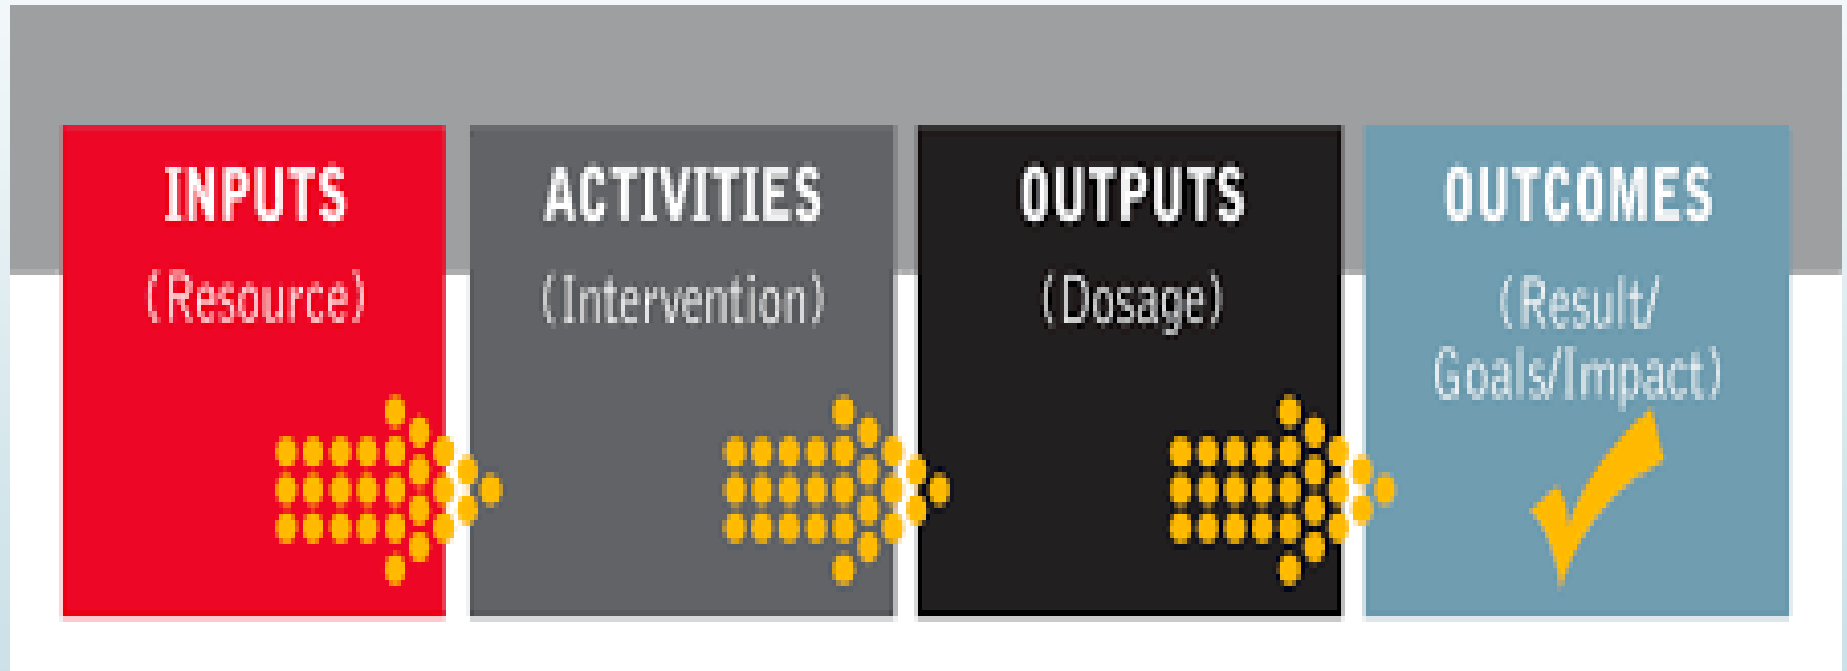 INPUTS
(Resource)
ACTIVITIES
(Intervention)
OUTPUTS
(Dosage)
OUTCOMES
(Result/
Goals/Impact)